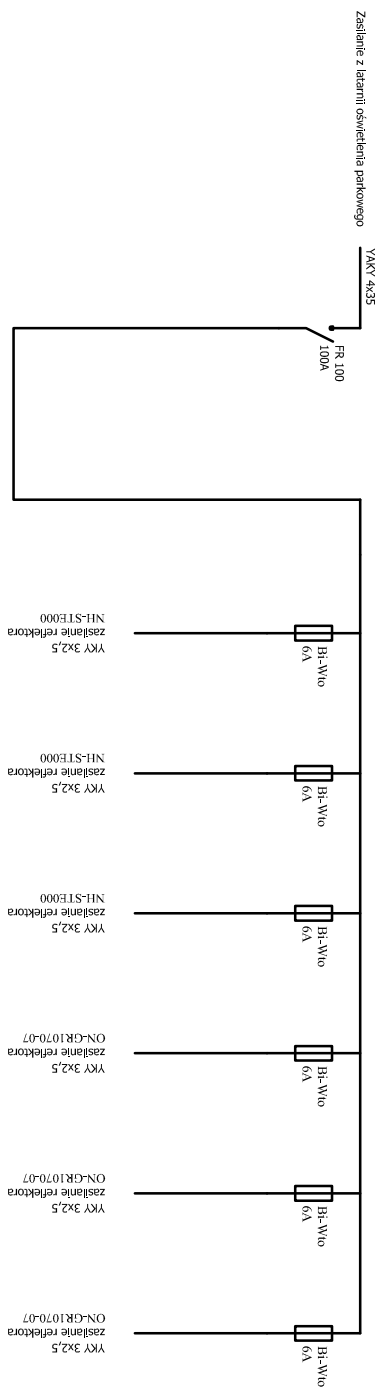 Zasilanie z latarnii oświetlenia parkowego
YAKY 4x35
FR 100
100A
Bi-Wto
6A
YKY 3x2,5
zasilanie reflektora
NH-STE000
Bi-Wto
6A
YKY 3x2,5
zasilanie reflektora
NH-STE000
Bi-Wto
6A
YKY 3x2,5
zasilanie reflektora
NH-STE000
Bi-Wto
6A
YKY 3x2,5
zasilanie reflektora
ON-GR1070-07
Bi-Wto
6A
YKY 3x2,5
zasilanie reflektora
ON-GR1070-07
Bi-Wto
6A
YKY 3x2,5
zasilanie reflektora
ON-GR1070-07